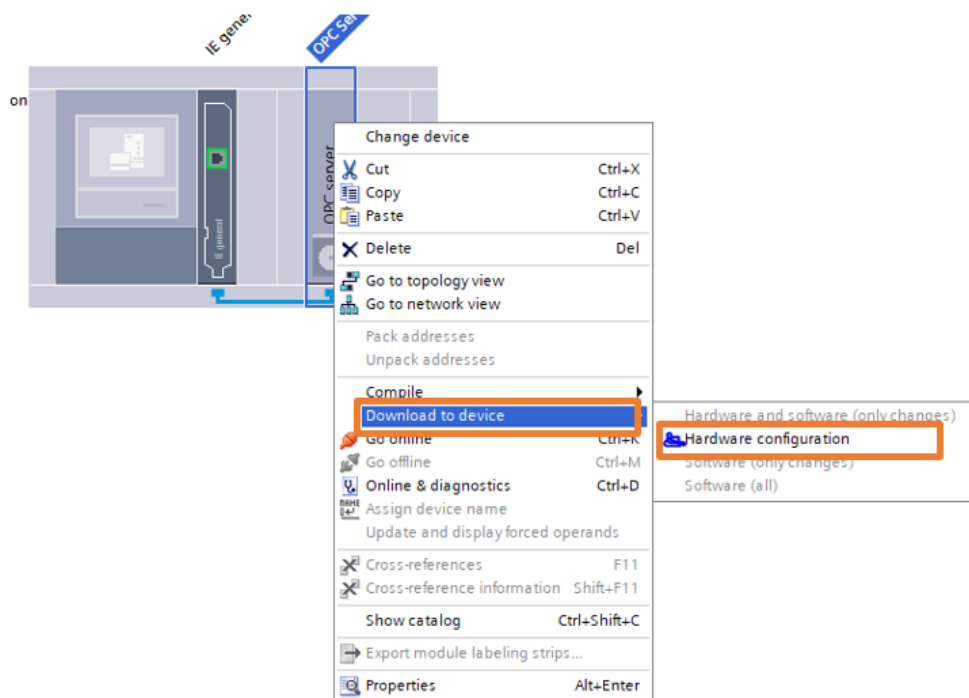 IE gener
OPC Ser
on
OPC server
IE general
Change device
Cut Ctrl+X
Copy Ctrl+C
Paste Ctrl+V
Delete Del
Go to topology view
Go to network view
Pack addresses
Unpack addresses
Compile
Download to device
Hardware and software (only changes)
Go online Ctrl+K
Hardware configuration
Go offline Ctrl+M
Software (only changes)
Online & diagnostics Ctrl+D
Software (all)
NAME
Assign device name
Update and display forced operands
Cross-references F11
Cross-reference information Shift+F11
Show catalog Ctrl+Shift+C
Export module labeling strips...
Properties Alt+Enter